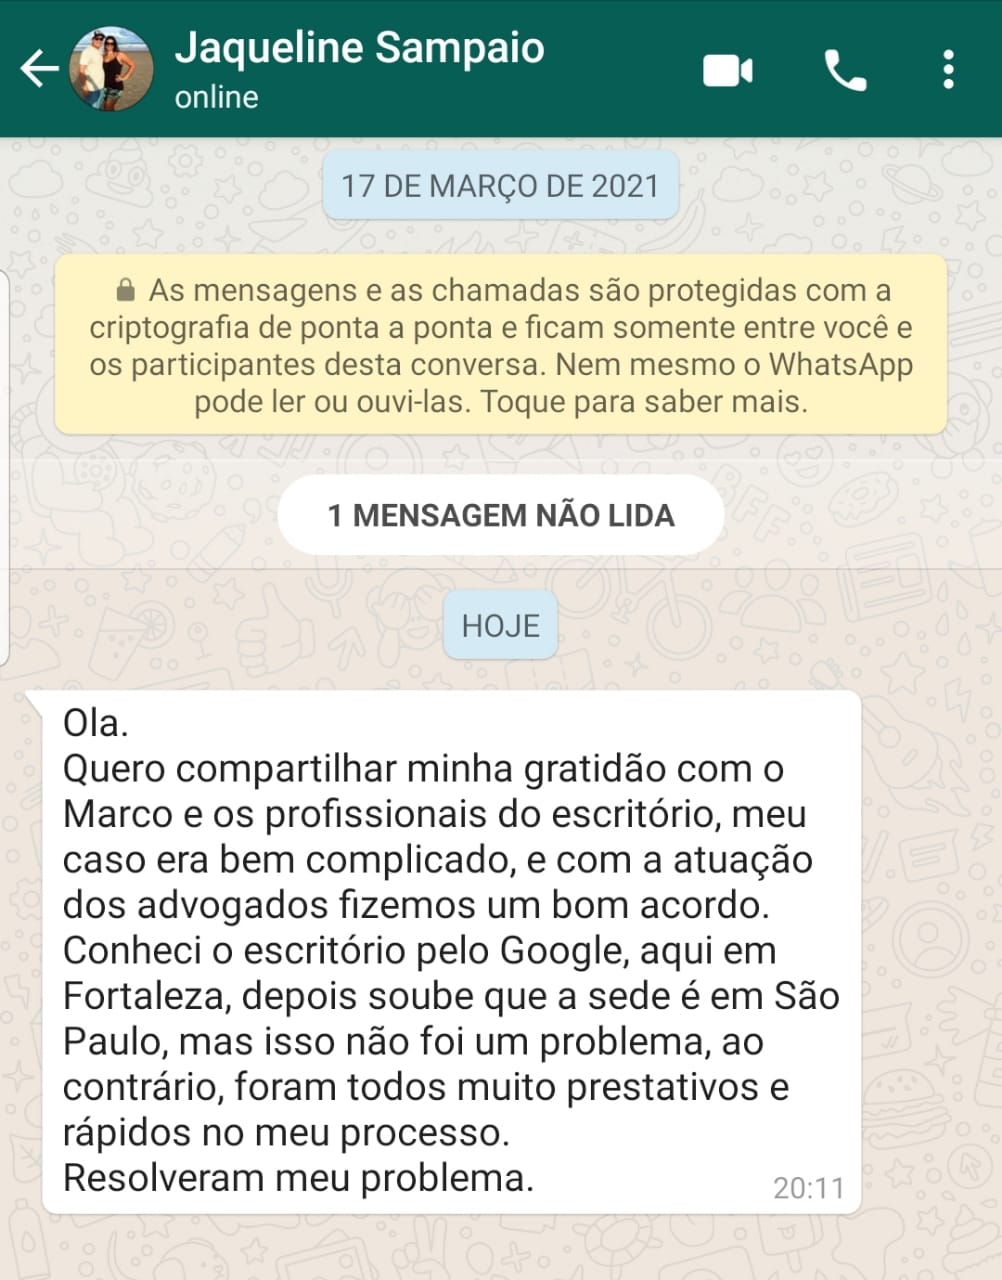 Jaqueline Sampaio
online
17 DE MARÇO DE 2021
As mensagens e as chamadas são protegidas com a
criptografia de ponta a ponta e ficam somente entre você e
os participantes desta conversa. Nem mesmo o WhatsApp
pode ler ou ouvi-las. Toque para saber mais.
1 MENSAGEM NÃO LIDA
HOJE
Ola.
Quero compartilhar minha gratidão com o
Marco e os profissionais do escritório, meu
caso era bem complicado, e com a atuação
dos advogados fizemos um bom acordo.
Conheci o escritório pelo Google, aqui em
Fortaleza, depois soube que a sede é em São
Paulo, mas isso não foi um problema, ao
contrário, foram todos muito prestativos e
rápidos no meu processo.
Resolveram meu problema.
20:11